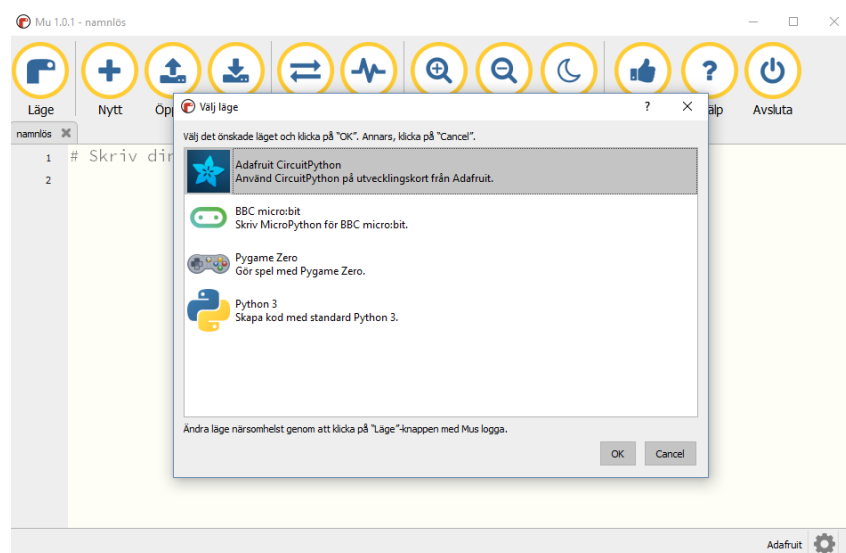 Mu 1.0.1 - namnlös
Läge
Nytt
Avsluta
namnlös
1 # Skriv dir
2
Välj läge
?
Välj det önskade läget och klicka på "OK". Annars, klicka på "Cancel".
Adafruit CircuitPython
Använd CircuitPython på utvecklingskort från Adafruit.
BBC micro:bit
Skriv MicroPython för BBC micro:bit.
Pygame Zero
Gör spel med Pygame Zero.
Python 3
Skapa kod med standard Python 3.
Ändra läge närsomhelst genom att klicka på "Läge"-knappen med Mus logga.
OK
Cancel
Adafruit